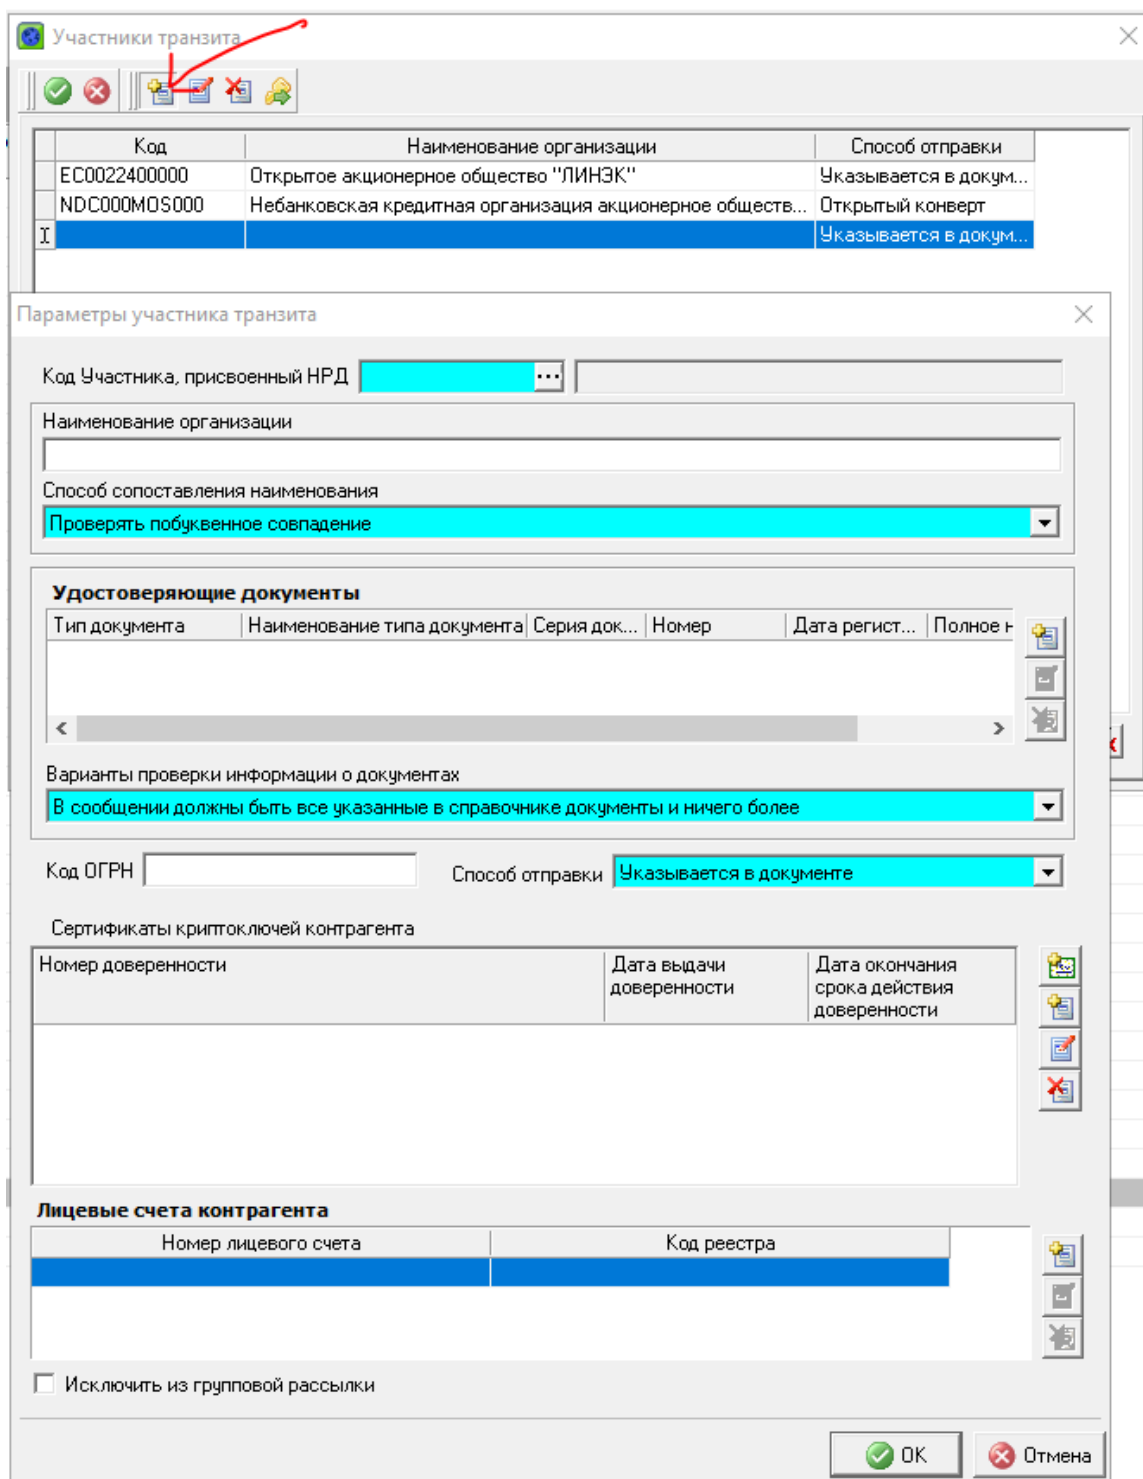 Участники транзита
Код Наименование организации Способ отправки
EC0022400000 Открытое акционерное общество "ЛИНЭК" Указывается в докум...
NDC000MOS000 Небанковская кредитная организация акционерное обществ... Открытый конверт
Указывается в докум...
Параметры участника транзита
Код Участника, присвоенный НРД ...
Наименование организации
Способ сопоставления наименования
Проверять побуквенное совпадение
Удостоверяющие документы
Тип документа Наименование типа документа Серия док... Номер Дата регист... Полное н
Варианты проверки информации о документах
В сообщении должны быть все указанные в справочнике документы и ничего более
Код ОГРН Способ отправки Указывается в документе
Сертификаты криптоключей контрагента
Номер доверенности Дата выдачи Дата окончания
доверенности срока действия
доверенности
Лицевые счета контрагента
Номер лицевого счета Код реестра
Исключить из групповой рассылки
OK Отмена